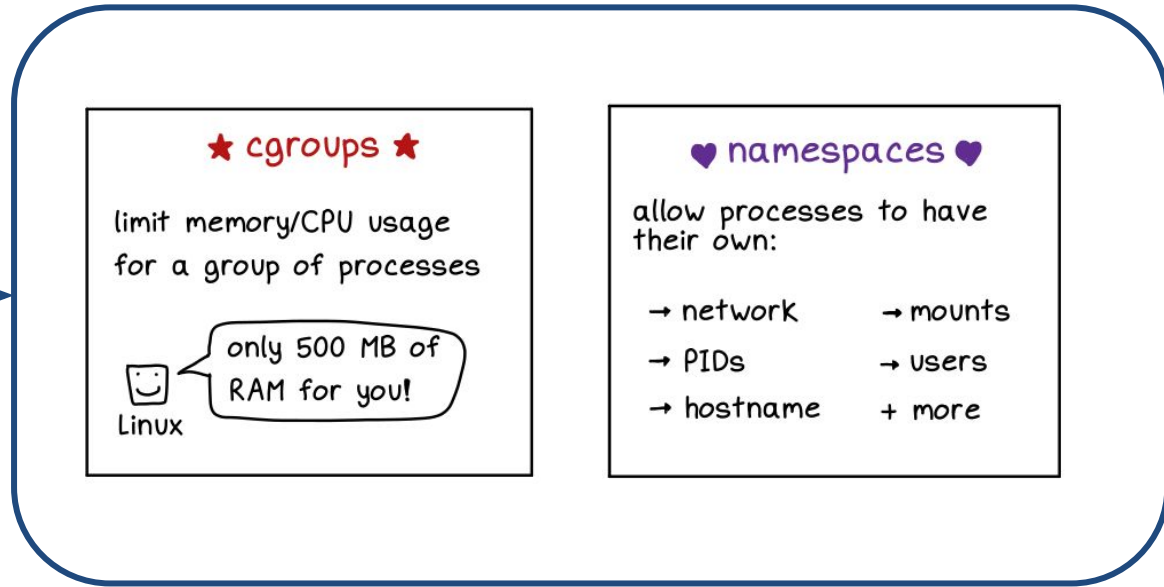 ★ cgroups ★
limit memory/CPU usage
for a group of processes
only 500 MB of
RAM for you!
Linux
♥ namespaces ♥
allow processes to have
their own:
→ network
→ PIDs
→ hostname
→ mounts
→ users
+ more